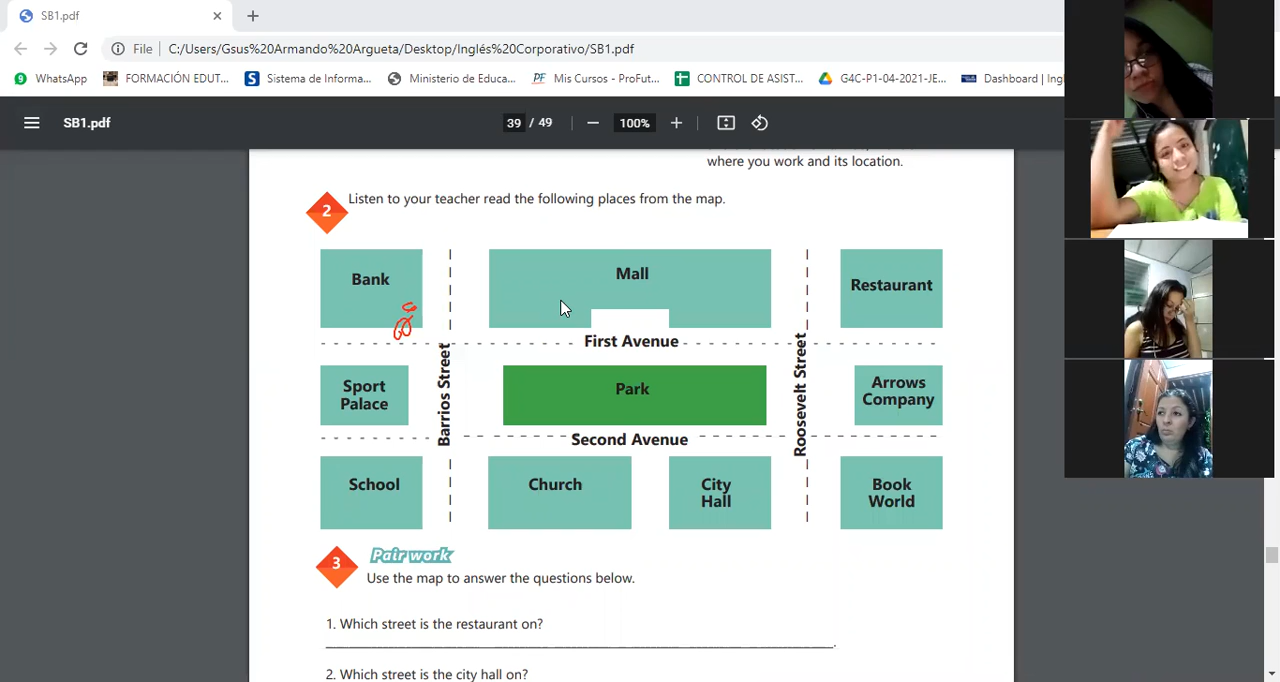 SB1.pdf
File
C:/Users/Gsus%20Armando%20Argueta/Desktop/Inglés%20Corporativo/SB1.pdf
WhatsApp
FORMACIÓN EDUT...
Sistema de Informa...
Ministerio de Educa...
PF
Mis Cursos - ProFut...
CONTROL DE ASIST...
G4C-P1-04-2021-JE...
Dashboard | Ingl
SB1.pdf
39 / 49
100%
where you work and its location.
2
Listen to your teacher read the following places from the map.
Bank
Mall
Restaurant
First Avenue
Barrios Street
Roosevelt Street
Sport
Palace
Park
Arrows
Company
Second Avenue
School
Church
City
Hall
Book
World
3
Pair work
Use the map to answer the questions below.
1. Which street is the restaurant on?
2. Which street is the city hall on?